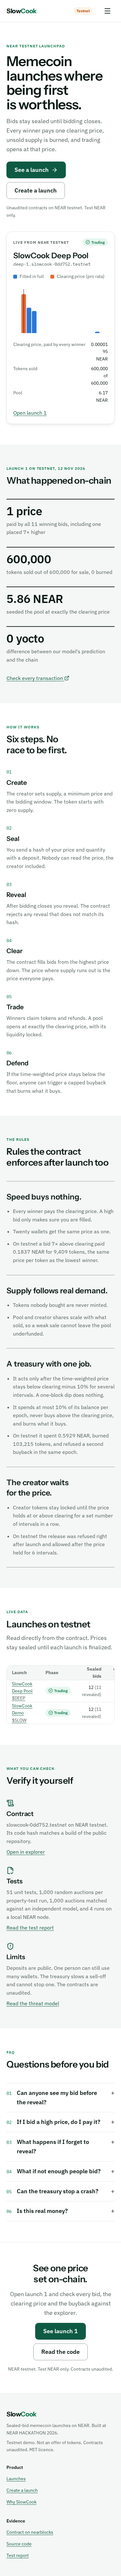 SlowCook
Testnet
NEAR TESTNET LAUNCHPAD
Memecoin
launches where
being first
is worthless.
Bids stay sealed until bidding closes.
Every winner pays one clearing price,
unsold supply is burned, and trading
opens at that price.
See a launch →
Create a launch
Unaudited contracts on NEAR testnet. Test NEAR
only.
LIVE FROM NEAR TESTNET
Trading
SlowCook Deep Pool
deep-1.slowcook-0dd752.testnet
Filled in full
Clearing price (pro rata)
Clearing price, paid by every winner
0.00001
95
NEAR
Tokens sold
600,000
of
600,000
Pool
6.17
NEAR
Open launch 1
LAUNCH 1 ON TESTNET, 12 NOV 2026
What happened on-chain
1 price
paid by all 11 winning bids, including one
placed 7× higher
600,000
tokens sold out of 600,000 for sale, 0 burned
5.86 NEAR
seeded the pool at exactly the clearing price
0 yocto
difference between our model's prediction
and the chain
Check every transaction
HOW IT WORKS
Six steps. No
race to be first.
01
Create
The creator sets supply, a minimum price and
the bidding window. The token starts with
zero supply.
02
Seal
You send a hash of your price and quantity
with a deposit. Nobody can read the price, the
creator included.
03
Reveal
After bidding closes you reveal. The contract
rejects any reveal that does not match its
hash.
04
Clear
The contract fills bids from the highest price
down. The price where supply runs out is the
price everyone pays.
05
Trade
Winners claim tokens and refunds. A pool
opens at exactly the clearing price, with its
liquidity locked.
06
Defend
If the time-weighted price stays below the
floor, anyone can trigger a capped buyback
that burns what it buys.
THE RULES
Rules the contract
enforces after launch too
Speed buys nothing.
• Every winner pays the clearing price. A high
bid only makes sure you are filled.
• Twenty wallets get the same price as one.
• On testnet a bid 7× above clearing paid
0.1837 NEAR for 9,409 tokens, the same
price per token as the lowest winner.
Supply follows real demand.
• Tokens nobody bought are never minted.
• Pool and creator shares scale with what
sold, so a weak sale cannot leave the pool
underfunded.
A treasury with one job.
• It acts only after the time-weighted price
stays below clearing minus 10% for several
intervals. A one-block dip does nothing.
• It spends at most 10% of its balance per
epoch, never buys above the clearing price,
and burns what it buys.
• On testnet it spent 0.5929 NEAR, burned
103,215 tokens, and refused a second
buyback in the same epoch.
The creator waits
for the price.
• Creator tokens stay locked until the price
holds at or above clearing for a set number
of intervals in a row.
• On testnet the release was refused right
after launch and allowed after the price
held for 6 intervals.
LIVE DATA
Launches on testnet
Read directly from the contract. Prices
stay sealed until each launch is finalized.
Launch
Phase
Sealed
bids
SlowCook
Deep Pool
$DEEP
Trading
12 (11
revealed)
SlowCook
Demo
$SLOW
Trading
12 (11
revealed)
WHAT YOU CAN CHECK
Verify it yourself
Contract
slowcook-0dd752.testnet on NEAR testnet.
Its code hash matches a build of the public
repository.
Open in explorer
Tests
51 unit tests, 1,000 random auctions per
property-test run, 1,000 auctions matched
against an independent model, and 4 runs on
a local NEAR node.
Read the test report
Limits
Deposits are public. One person can still use
many wallets. The treasury slows a sell-off
and cannot stop one. The contracts are
unaudited.
Read the threat model
FAQ
Questions before you bid
01 Can anyone see my bid before
the reveal? +
02 If I bid a high price, do I pay it? +
03 What happens if I forget to
reveal? +
04 What if not enough people bid? +
05 Can the treasury stop a crash? +
06 Is this real money? +
See one price
set on-chain.
Open launch 1 and check every bid, the
clearing price and the buyback against
the explorer.
See launch 1
Read the code
NEAR testnet. Test NEAR only. Contracts unaudited.
SlowCook
Sealed-bid memecoin launches on NEAR. Built at
NEAR HACKATHON 2026.
Testnet demo. Not an offer of tokens. Contracts
unaudited. MIT licence.
Product
Launches
Create a launch
Why SlowCook
Evidence
Contract on nearblocks
Source code
Test report